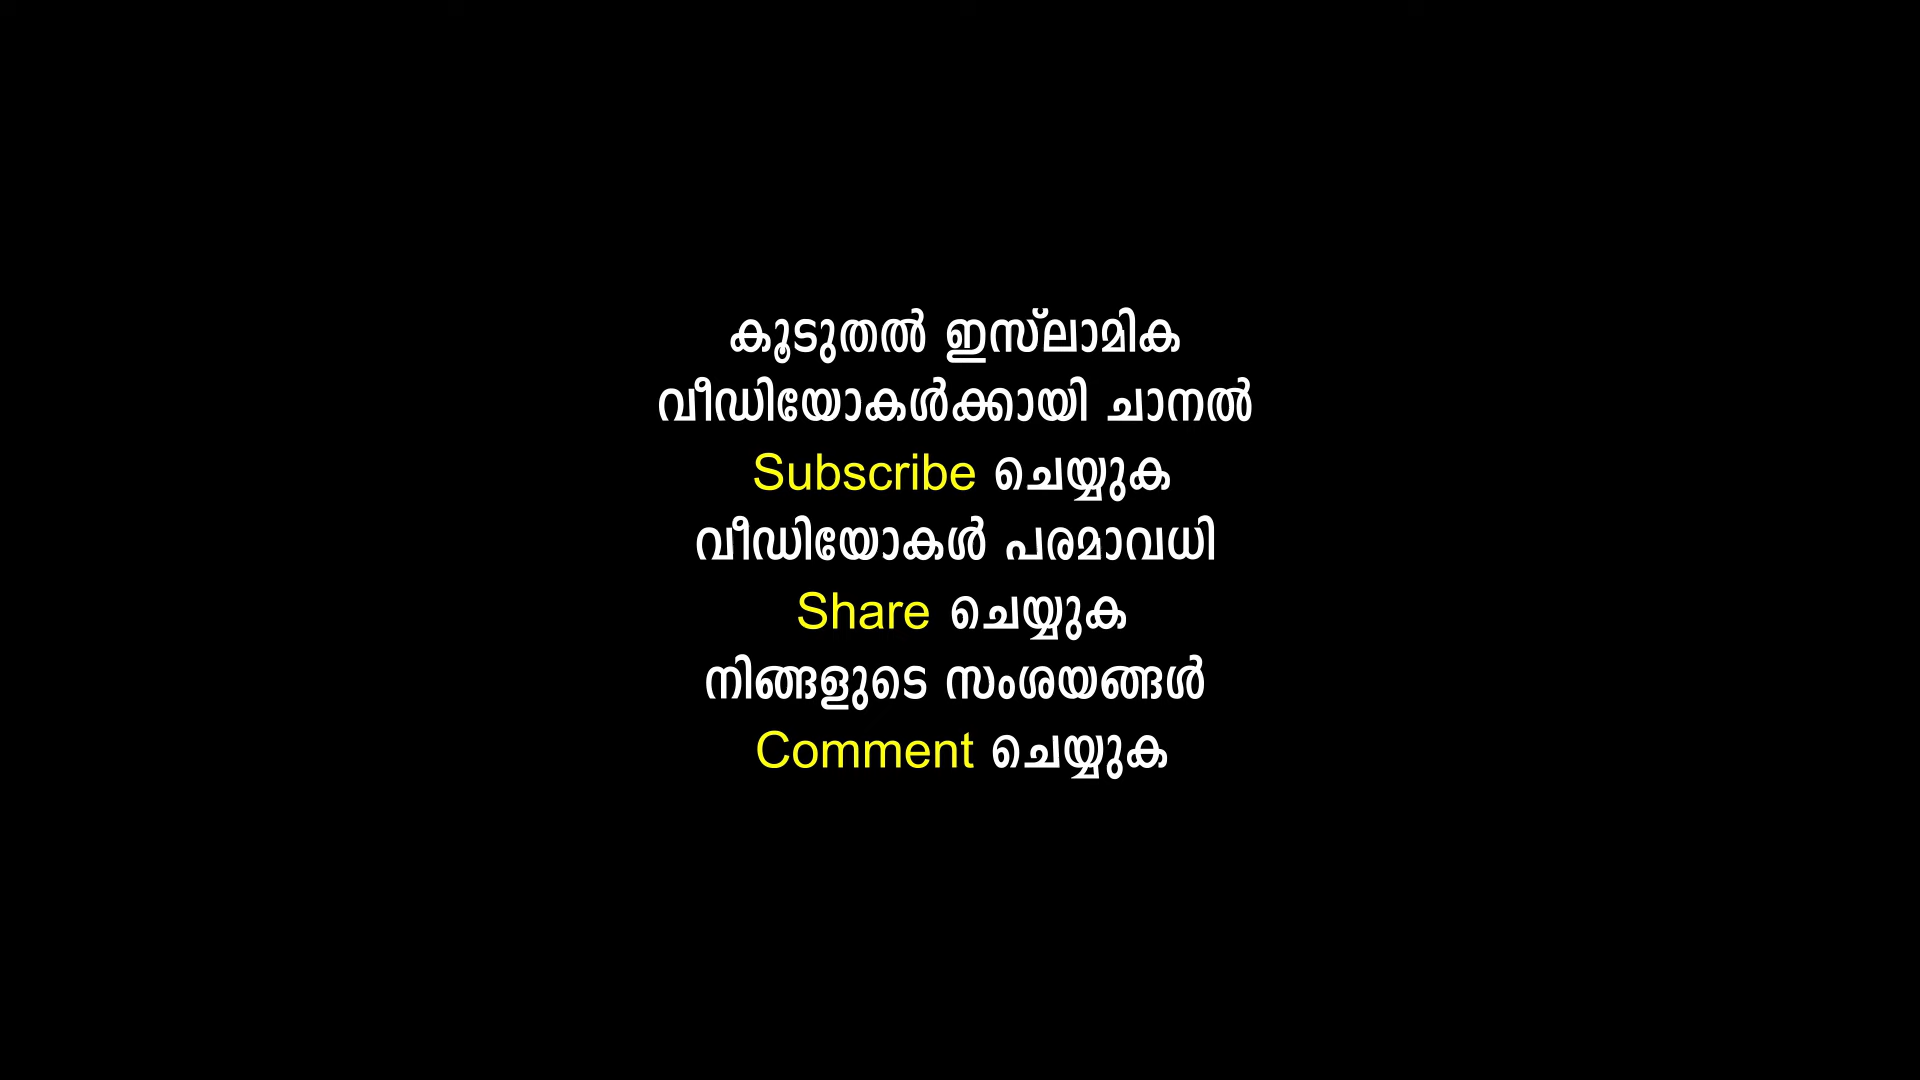 കൂടുതൽ ഇസ്‌ലാമിക
വീഡിയോകൾക്കായി ചാനൽ
Subscribe ചെയ്യുക
വീഡിയോകൾ പരമാവധി
Share ചെയ്യുക
നിങ്ങളുടെ സംശയങ്ങൾ
Comment ചെയ്യുക